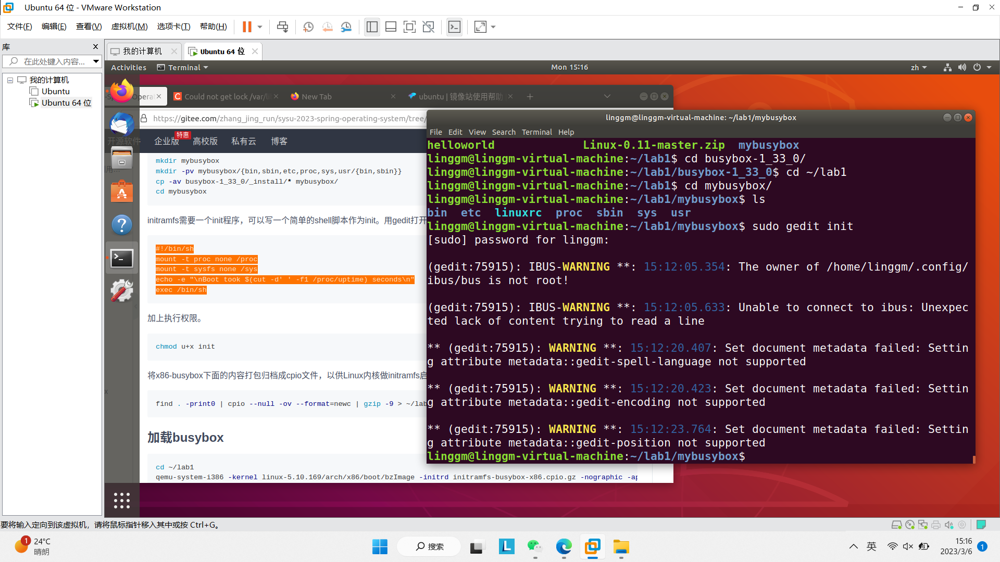 Ubuntu 64 位 - VMware Workstation
文件(F) 编辑(E) 查看(V) 虚拟机(M) 选项卡(T) 帮助(H)
库
在此处键入内容...
我的计算机
Ubuntu
Ubuntu 64 位
我的计算机
Ubuntu 64 位
Activities
Terminal
Mon 15:16
zh
Could not get lock /var/li
New Tab
ubuntu | 镜像站使用帮助
https://gitee.com/zhang_jing_run/sysu-2023-spring-operating-system/tree/
开源软件
企业版
特惠
高校版
私有云
博客
mkdir mybusybox
mkdir -pv mybusybox/{bin,sbin,etc,proc,sys,usr/{bin,sbin}}
cp -av busybox-1_33_0/_install/* mybusybox/
cd mybusybox
initramfs需要一个init程序，可以写一个简单的shell脚本作为init。用gedit打开
#!/bin/sh
mount -t proc none /proc
mount -t sysfs none /sys
echo -e "\nBoot took $(cut -d' ' -f1 /proc/uptime) seconds\n"
exec /bin/sh
加上执行权限。
chmod u+x init
将x86-busybox下面的内容打包归档成cpio文件，以供Linux内核做initramfs启
find . -print0 | cpio --null -ov --format=newc | gzip -9 > ~/lab
加载busybox
cd ~/lab1
qemu-system-i386 -kernel linux-5.10.169/arch/x86/boot/bzImage -initrd initramfs-busybox-x86.cpio.gz -nographic -ap
linggm@linggm-virtual-machine: ~/lab1/mybusybox
File Edit View Search Terminal Help
helloworld Linux-0.11-master.zip mybusybox
linggm@linggm-virtual-machine:~/lab1$ cd busybox-1_33_0/
linggm@linggm-virtual-machine:~/lab1/busybox-1_33_0$ cd ~/lab1
linggm@linggm-virtual-machine:~/lab1$ cd mybusybox/
linggm@linggm-virtual-machine:~/lab1/mybusybox$ ls
bin etc linuxrc proc sbin sys usr
linggm@linggm-virtual-machine:~/lab1/mybusybox$ sudo gedit init
[sudo] password for linggm:
(gedit:75915): IBUS-WARNING **: 15:12:05.354: The owner of /home/linggm/.config/
ibus/bus is not root!
(gedit:75915): IBUS-WARNING **: 15:12:05.633: Unable to connect to ibus: Unexpec
ted lack of content trying to read a line
** (gedit:75915): WARNING **: 15:12:20.407: Set document metadata failed: Settin
g attribute metadata::gedit-spell-language not supported
** (gedit:75915): WARNING **: 15:12:20.423: Set document metadata failed: Settin
g attribute metadata::gedit-encoding not supported
** (gedit:75915): WARNING **: 15:12:23.764: Set document metadata failed: Settin
g attribute metadata::gedit-position not supported
linggm@linggm-virtual-machine:~/lab1/mybusybox$
要将输入定向到该虚拟机，请将鼠标指针移入其中或按 Ctrl+G。
1
24°C
晴朗
搜索
英
15:16
2023/3/6
1